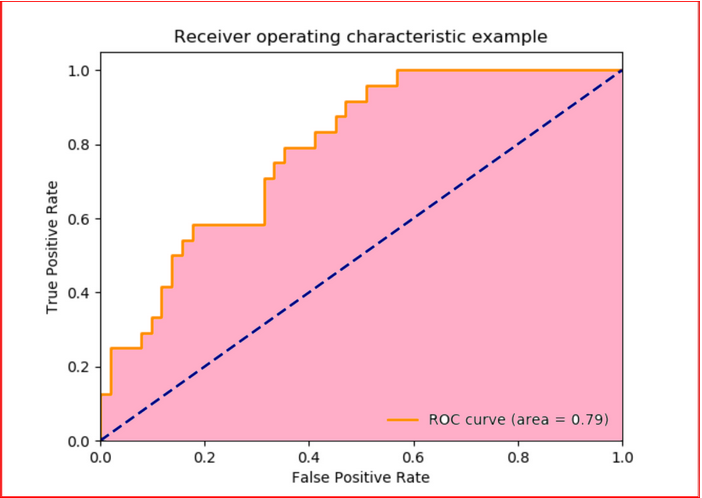 Receiver operating characteristic example
1.0
0.8
0.6
0.4
0.2
0.0
True Positive Rate
ROC curve (area = 0.79)
0.0 0.2 0.4 0.6 0.8 1.0
False Positive Rate